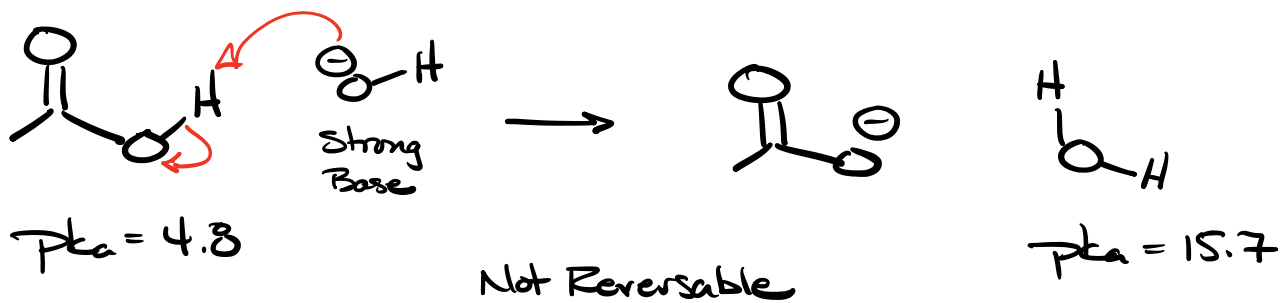 O
H
⊖
O H
O
Strong
Base
pka = 4.8
O
⊖
O
H
O
H
pka = 15.7
Not Reversable